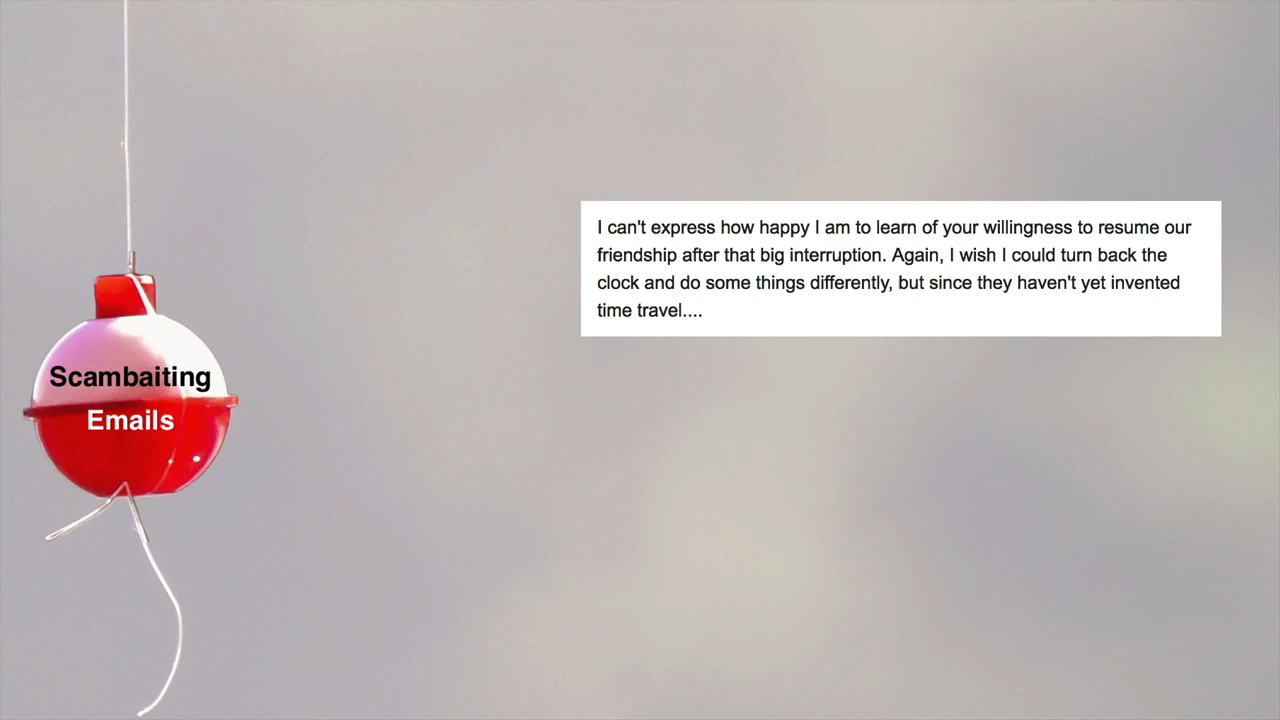 Scambaiting
Emails
I can't express how happy I am to learn of your willingness to resume our
friendship after that big interruption. Again, I wish I could turn back the
clock and do some things differently, but since they haven't yet invented
time travel....